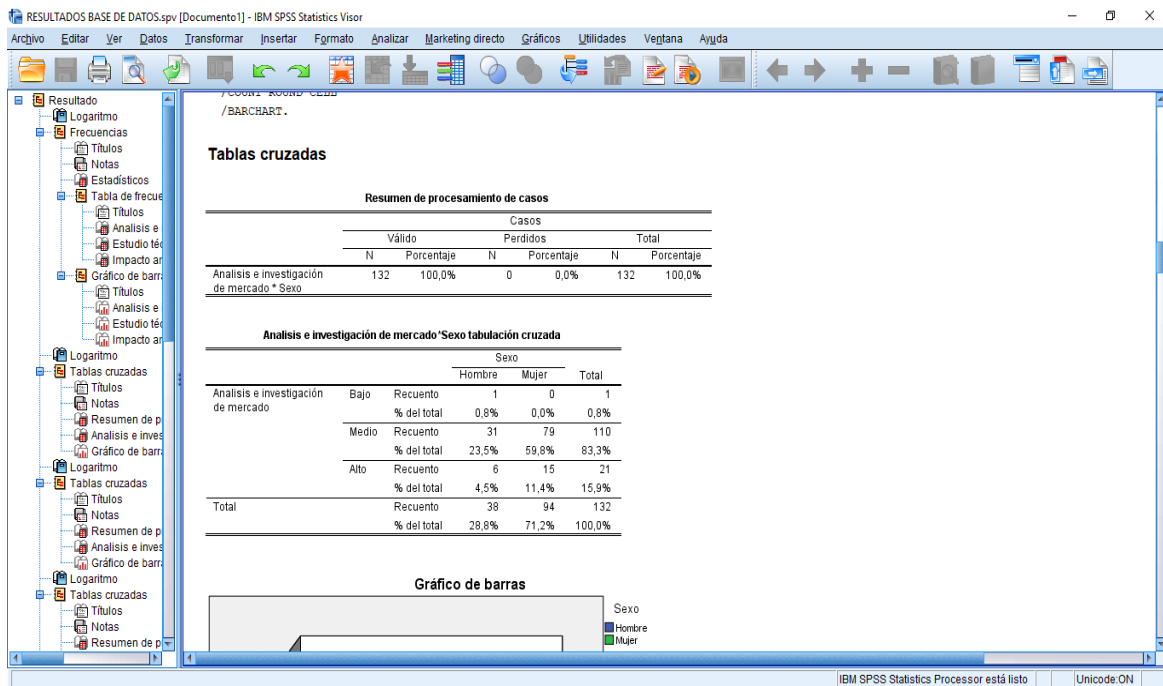 RESULTADOS BASE DE DATOS.spv [Documento1] - IBM SPSS Statistics Visor
Archivo Editar Ver Datos Transformar Insertar Formato Analizar Marketing directo Gráficos Utilidades Ventana Ayuda
Resultado
Logaritmo
Frecuencias
Títulos
Notas
Estadísticos
Tabla de frecue
Títulos
Analisis e
Estudio téc
Impacto an
Gráfico de barra
Títulos
Analisis e
Estudio téc
Impacto an
Logaritmo
Tablas cruzadas
Títulos
Notas
Resumen de p
Analisis e inves
Gráfico de barra
Logaritmo
Tablas cruzadas
Títulos
Notas
Resumen de p
Analisis e inves
Gráfico de barra
Logaritmo
Tablas cruzadas
Títulos
Notas
Resumen de p
/COUNT ROUND CELL
/BARCHART.
Tablas cruzadas
Resumen de procesamiento de casos
Casos
Válido Perdidos Total
N Porcentaje N Porcentaje N Porcentaje
Analisis e investigación de mercado * Sexo 132 100,0% 0 0,0% 132 100,0%
Analisis e investigación de mercado*Sexo tabulación cruzada
Sexo
Hombre Mujer Total
Analisis e investigación de mercado Bajo Recuento 1 0 1
% del total 0,8% 0,0% 0,8%
Medio Recuento 31 79 110
% del total 23,5% 59,8% 83,3%
Alto Recuento 6 15 21
% del total 4,5% 11,4% 15,9%
Total Recuento 38 94 132
% del total 28,8% 71,2% 100,0%
Gráfico de barras
Sexo
Hombre
Mujer
IBM SPSS Statistics Processor está listo Unicode:ON